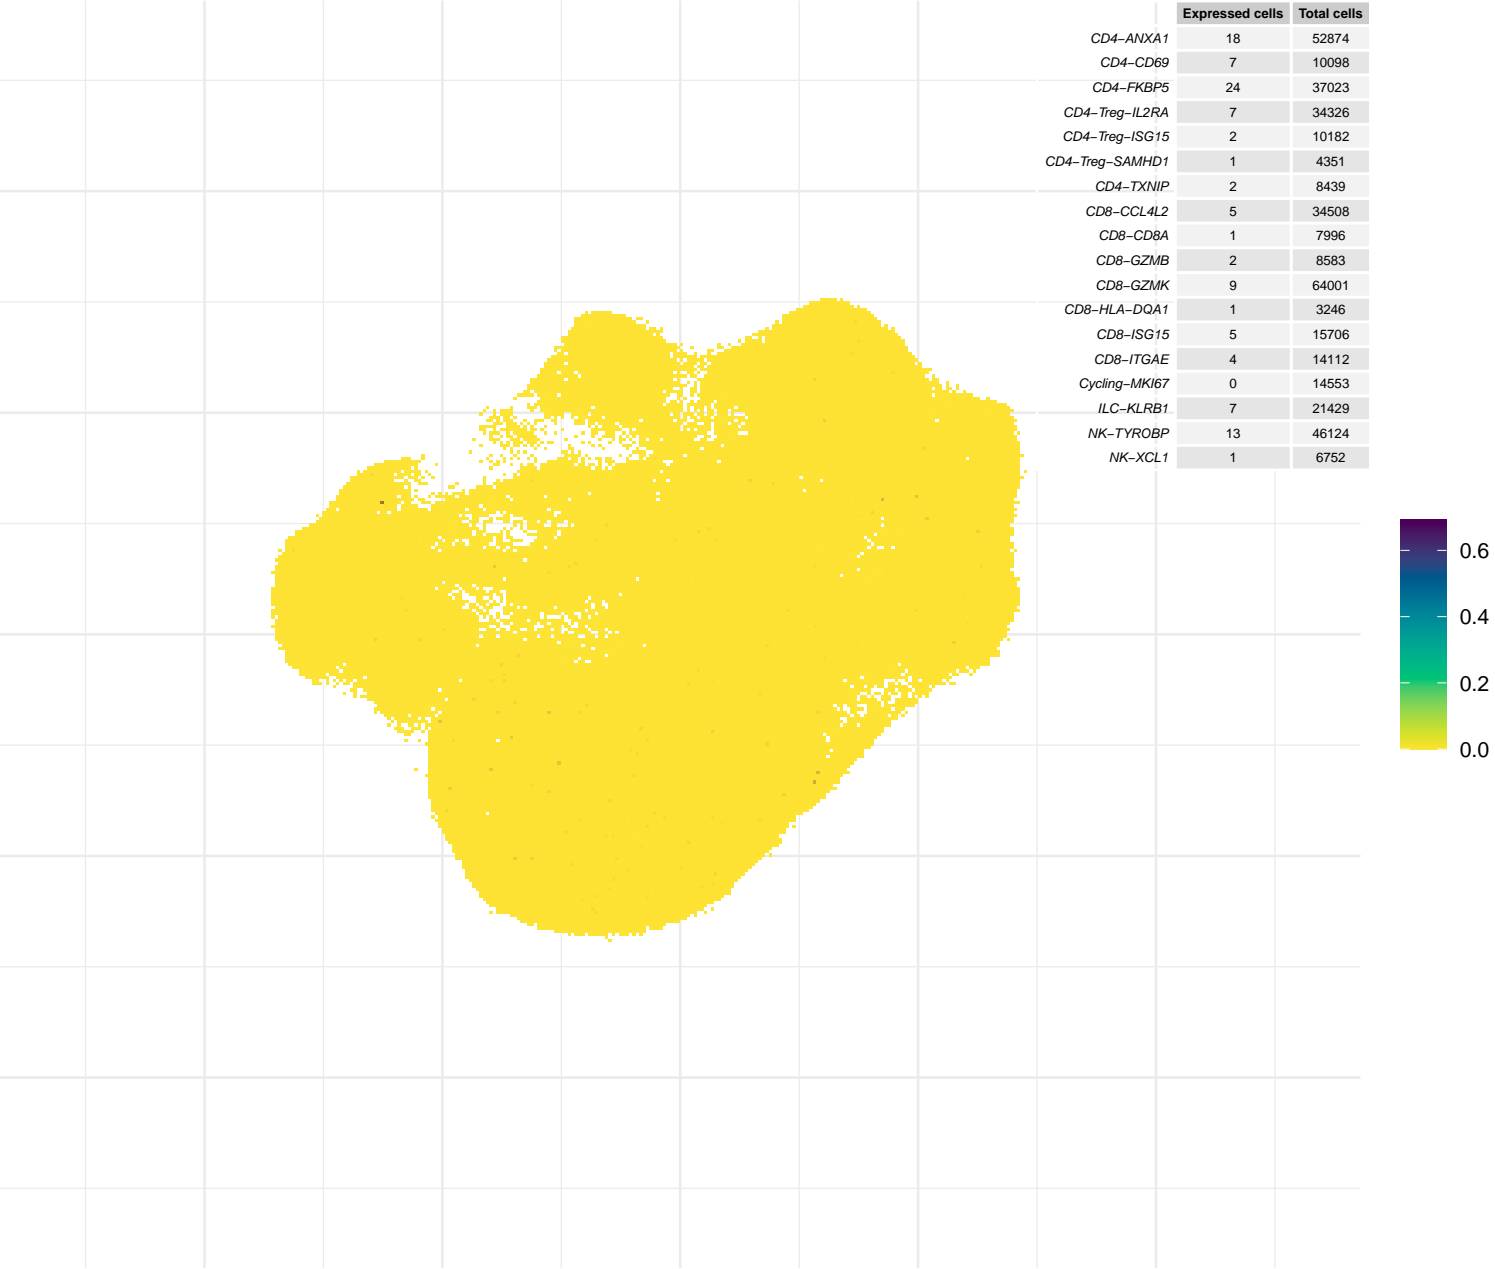 Expressed cells Total cells
CD4−ANXA1 18 52874
CD4−CD69 7 10098
CD4−FKBP5 24 37023
CD4−Treg−IL2RA 7 34326
CD4−Treg−ISG15 2 10182
CD4−Treg−SAMHD1 1 4351
CD4−TXNIP 2 8439
CD8−CCL4L2 5 34508
CD8−CD8A 1 7996
CD8−GZMB 2 8583
CD8−GZMK 9 64001
CD8−HLA−DQA1 1 3246
CD8−ISG15 5 15706
CD8−ITGAE 4 14112
Cycling−MKI67 0 14553
ILC−KLRB1 7 21429
NK−TYROBP 13 46124
NK−XCL1 1 6752
0.6
0.4
0.2
0.0